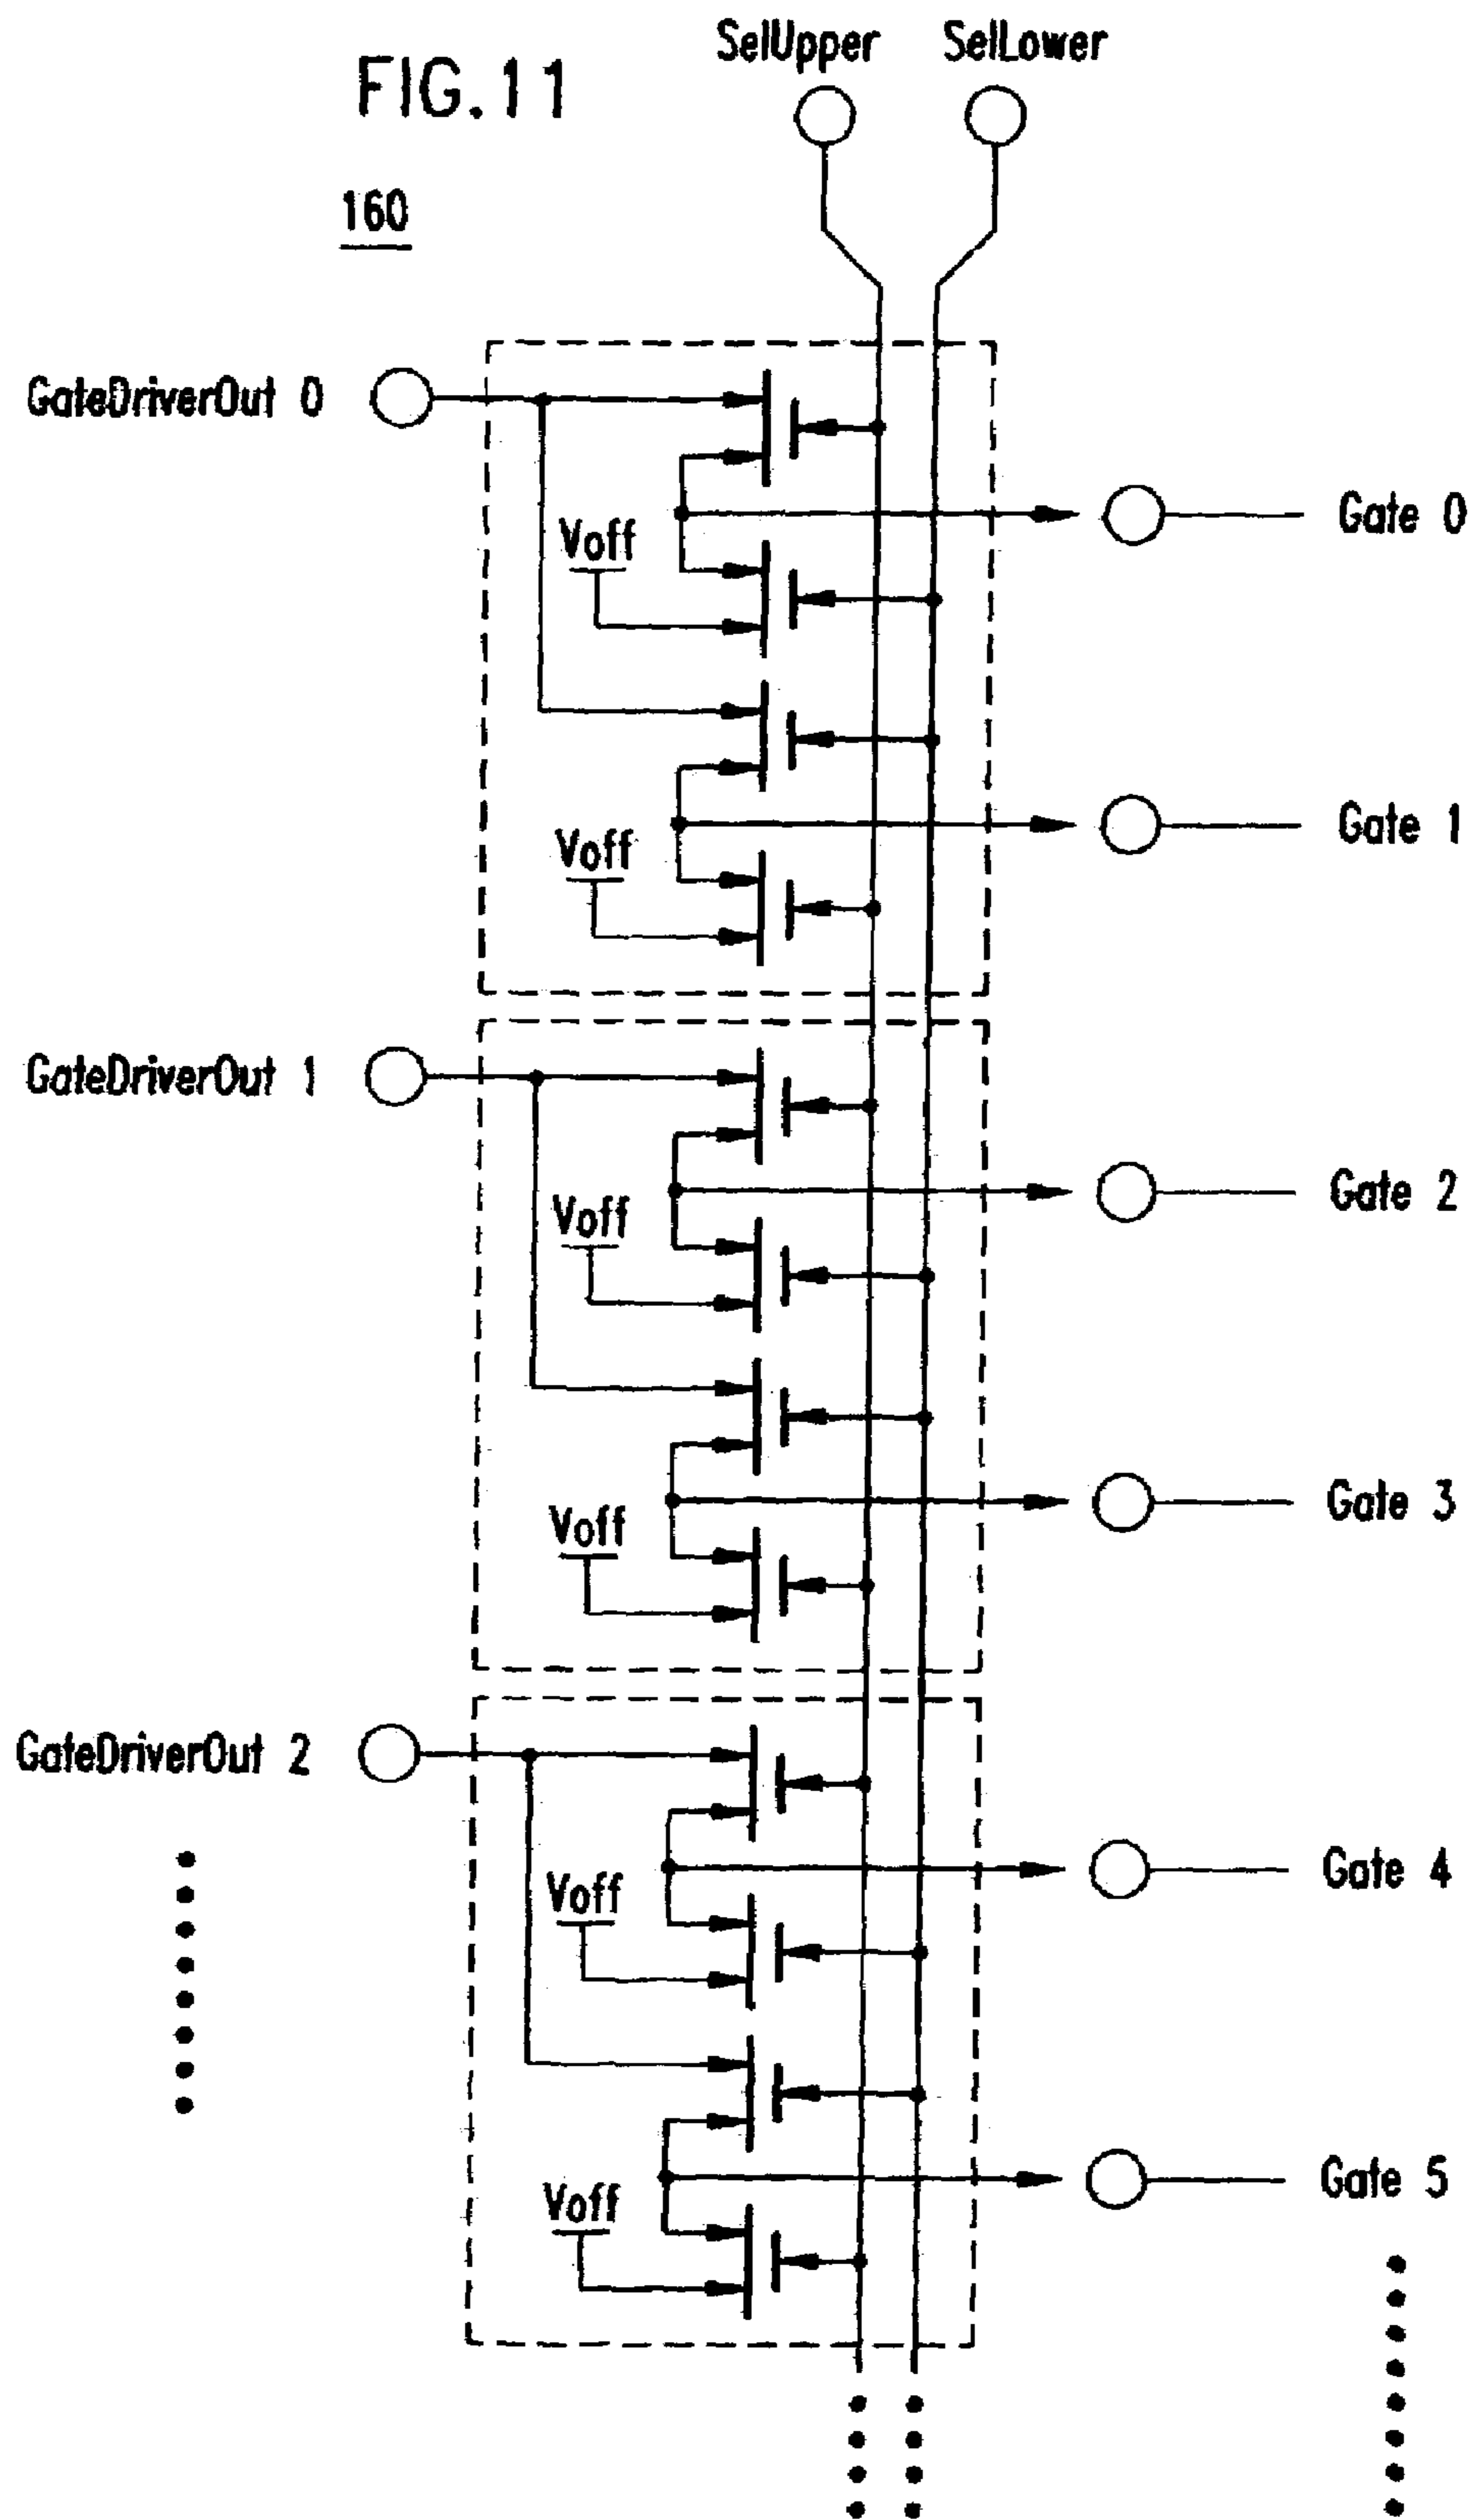 SelUpper SelLower
FIG.11
160
GateDriverOut 0
Gate 0
Voff
Gate 1
Voff
GateDriverOut 1
Gate 2
Voff
Gate 3
Voff
GateDriverOut 2
Gate 4
Voff
Gate 5
Voff